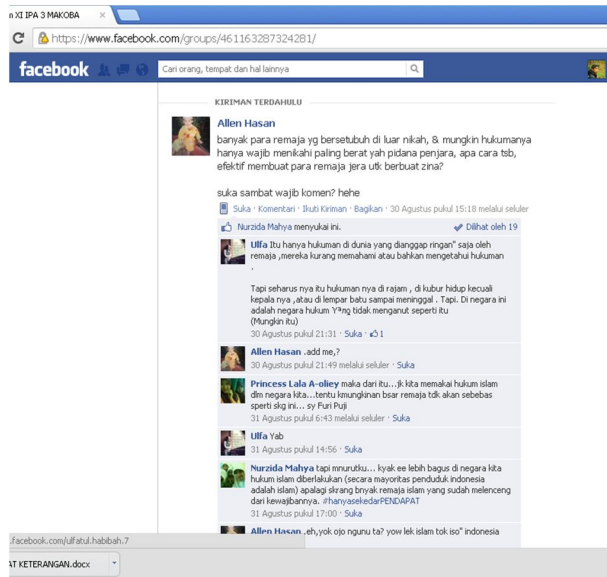 n XI IPA 3 MAKOBA
https://www.facebook.com/groups/461163287324281/
facebook
Cari orang, tempat dan hal lainnya
KIRIMAN TERDAHULU
Allen Hasan
banyak para remaja yg bersetubuh di luar nikah, & mungkin hukumanya
hanya wajib menikahi paling berat yah pidana penjara, apa cara tsb,
efektif membuat para remaja jera utk berbuat zina?
suka sambat wajib komen? hehe
Suka · Komentari · Ikuti Kiriman · Bagikan · 30 Agustus pukul 15:18 melalui seluler
Nurzida Mahya menyukai ini. Dilihat oleh 19
Ulfa Itu hanya hukuman di dunia yang dianggap ringan" saja oleh
remaja ,mereka kurang memahami atau bahkan mengetahui hukuman
.
Tapi seharus nya itu hukuman nya di rajam , di kubur hidup kecuali
kepala nya ,atau di lempar batu sampai meninggal . Tapi. Di negara ini
adalah negara hukum Yªng tidak menganut seperti itu
(Mungkin itu)
30 Agustus pukul 21:31 · Suka · 1
Allen Hasan .add me,?
30 Agustus pukul 21:49 melalui seluler · Suka
Princess Lala A-oliey maka dari itu...jk kita memakai hukum islam
dlm negara kita...tentu kmungkinan bsar remaja tdk akan sebebas
sperti skg ini... sy Furi Puji
31 Agustus pukul 6:43 melalui seluler · Suka
Ulfa Yab
31 Agustus pukul 14:56 · Suka
Nurzida Mahya tapi mnurutku... kyak ee lebih bagus di negara kita
hukum islam diberlakukan (secara mayoritas penduduk indonesia
adalah islam) apalagi skrang bnyak remaja islam yang sudah melenceng
dari kewajibannya. #hanyasekedarPENDAPAT
31 Agustus pukul 17:00 · Suka
Allen Hasan .eh,yok ojo ngunu ta? yow lek islam tok iso" indonesia
.facebook.com/ulfatul.habibah.7
AT KETERANGAN.docx